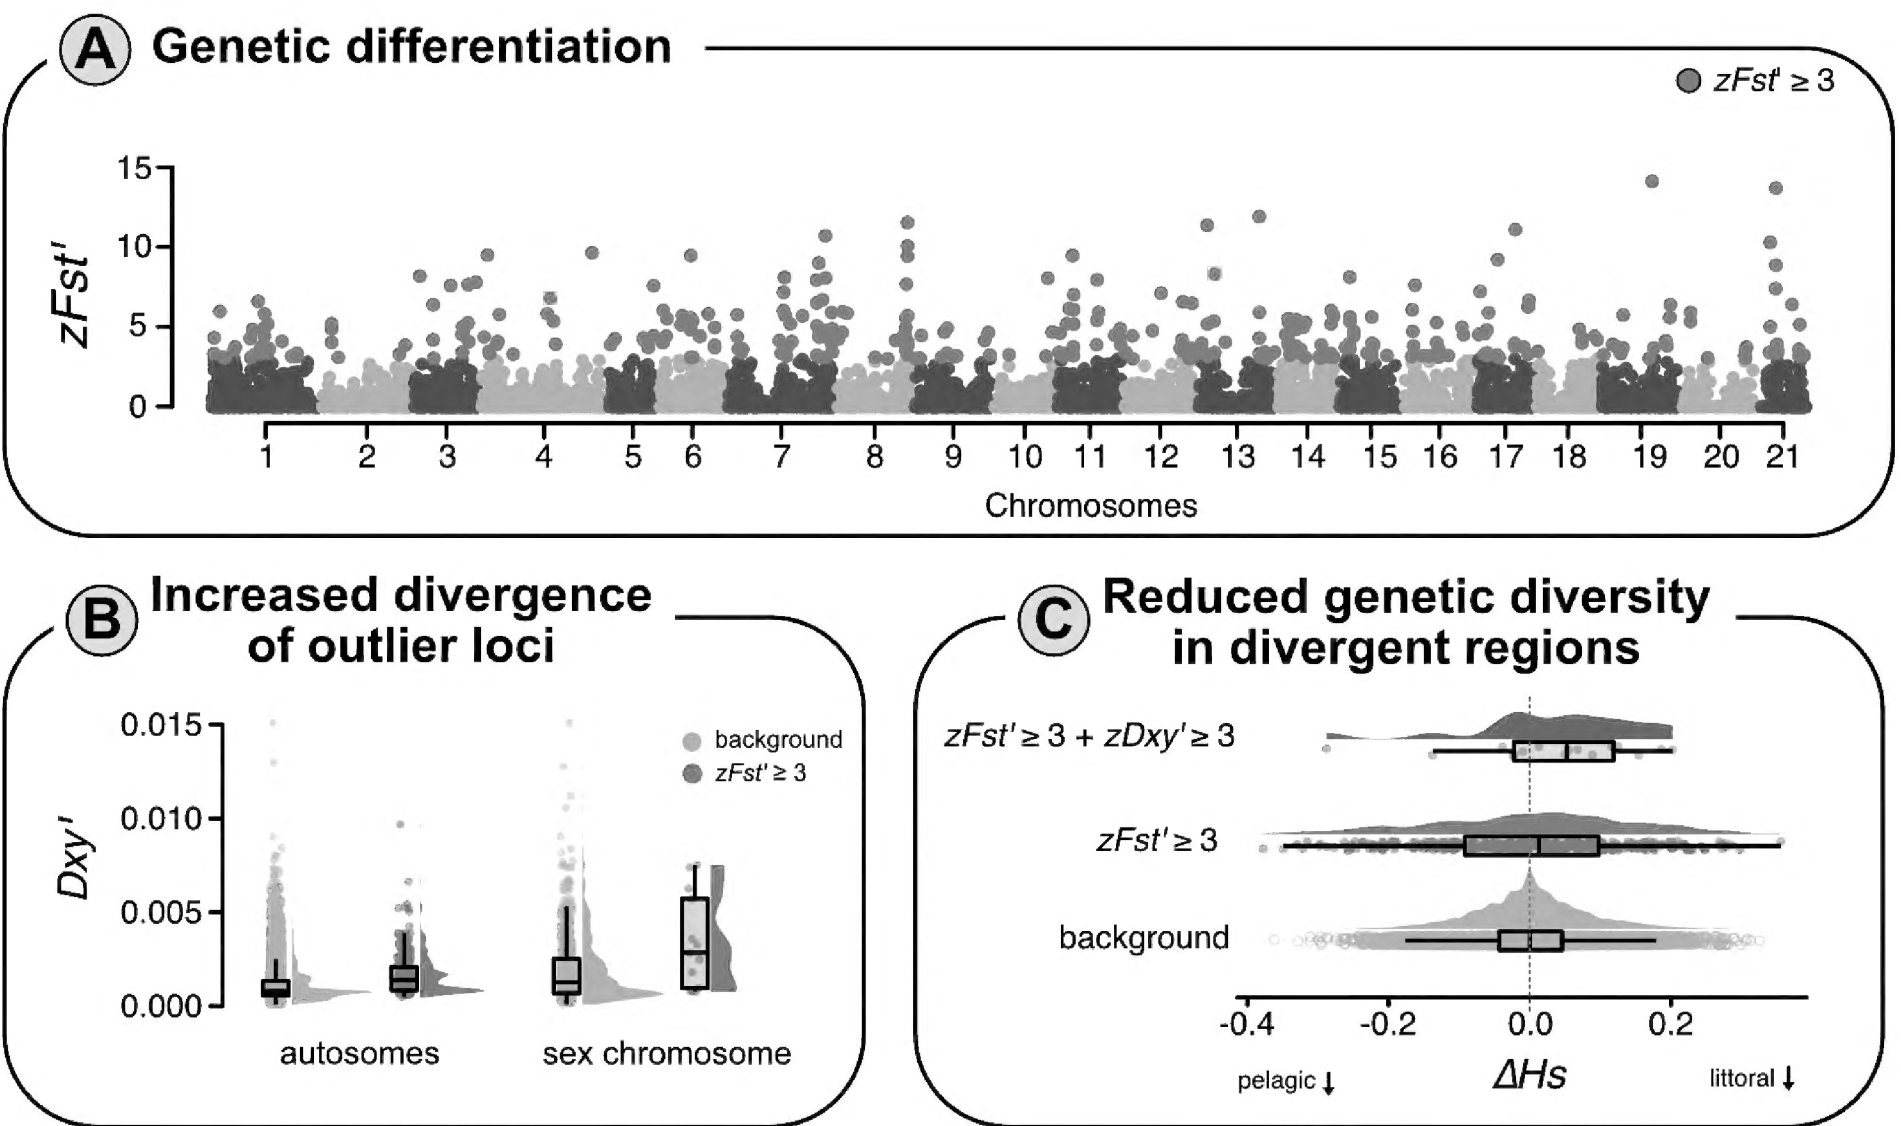 A Genetic differentiation
zFst' ≥ 3
15
10
5
0
zFst'
1 2 3 4 5 6 7 8 9 10 11 12 13 14 15 16 17 18 19 20 21
Chromosomes
B Increased divergence
of outlier loci
0.015
0.010
0.005
0.000
Dxy'
background
zFst' ≥ 3
autosomes sex chromosome
C Reduced genetic diversity
in divergent regions
zFst' ≥ 3 + zDxy' ≥ 3
zFst' ≥ 3
background
-0.4 -0.2 0.0 0.2
pelagic ↓ ΔHs littoral ↓